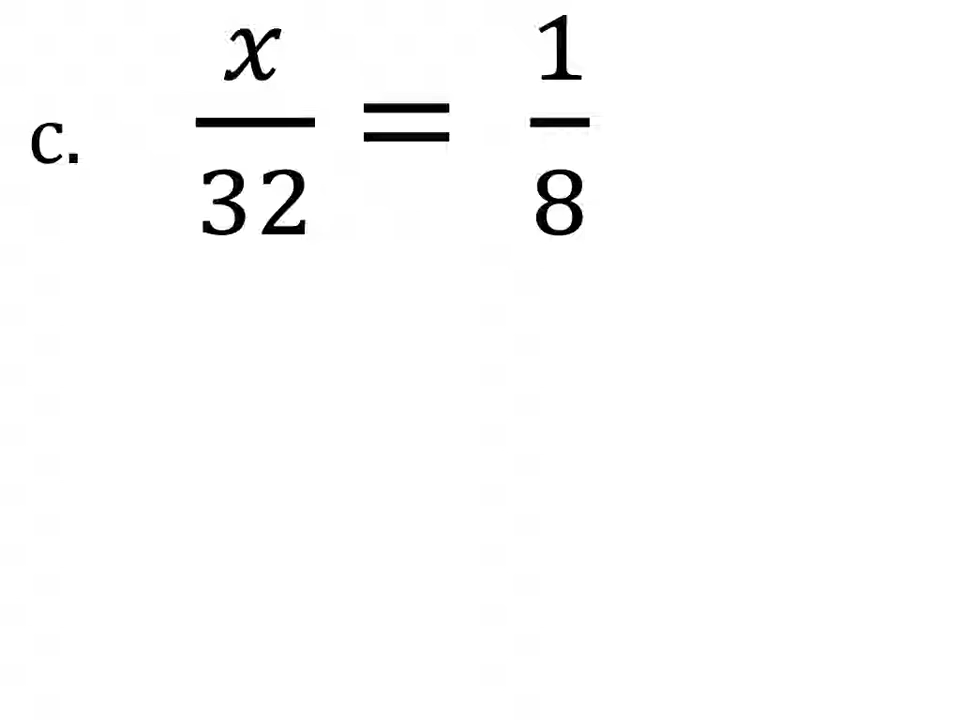 c. x/32 = 1/8